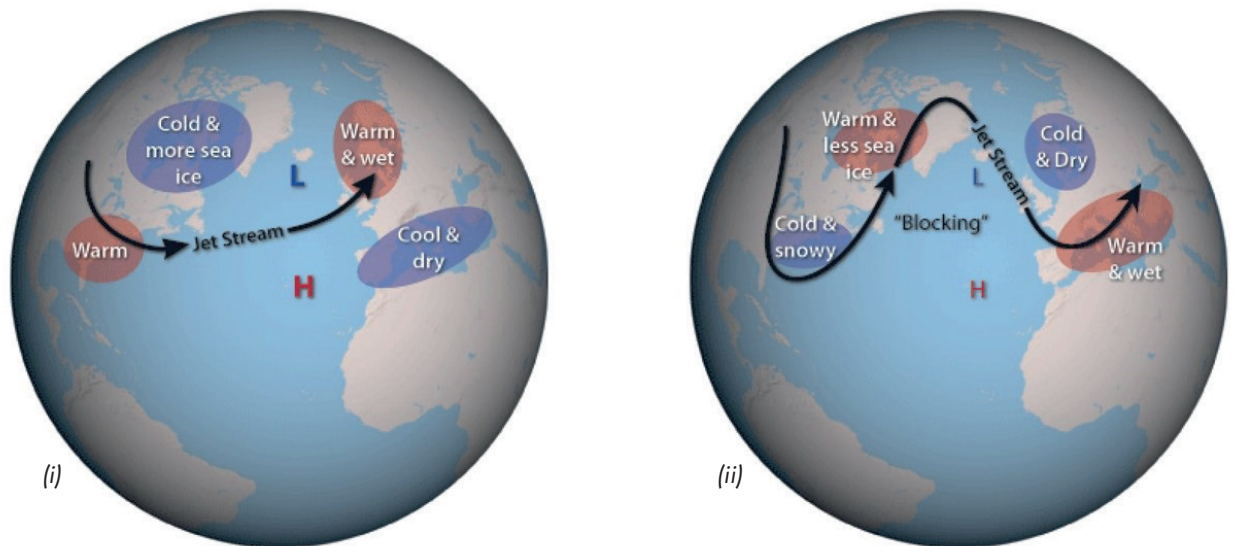 Cold &
more sea
ice
Warm
& wet
L
Warm
Jet Stream
Cool &
dry
H
(i)
Warm &
less sea
ice
Jet Stream
Cold
& Dry
L
Cold &
snowy
"Blocking"
Warm
& wet
H
(ii)